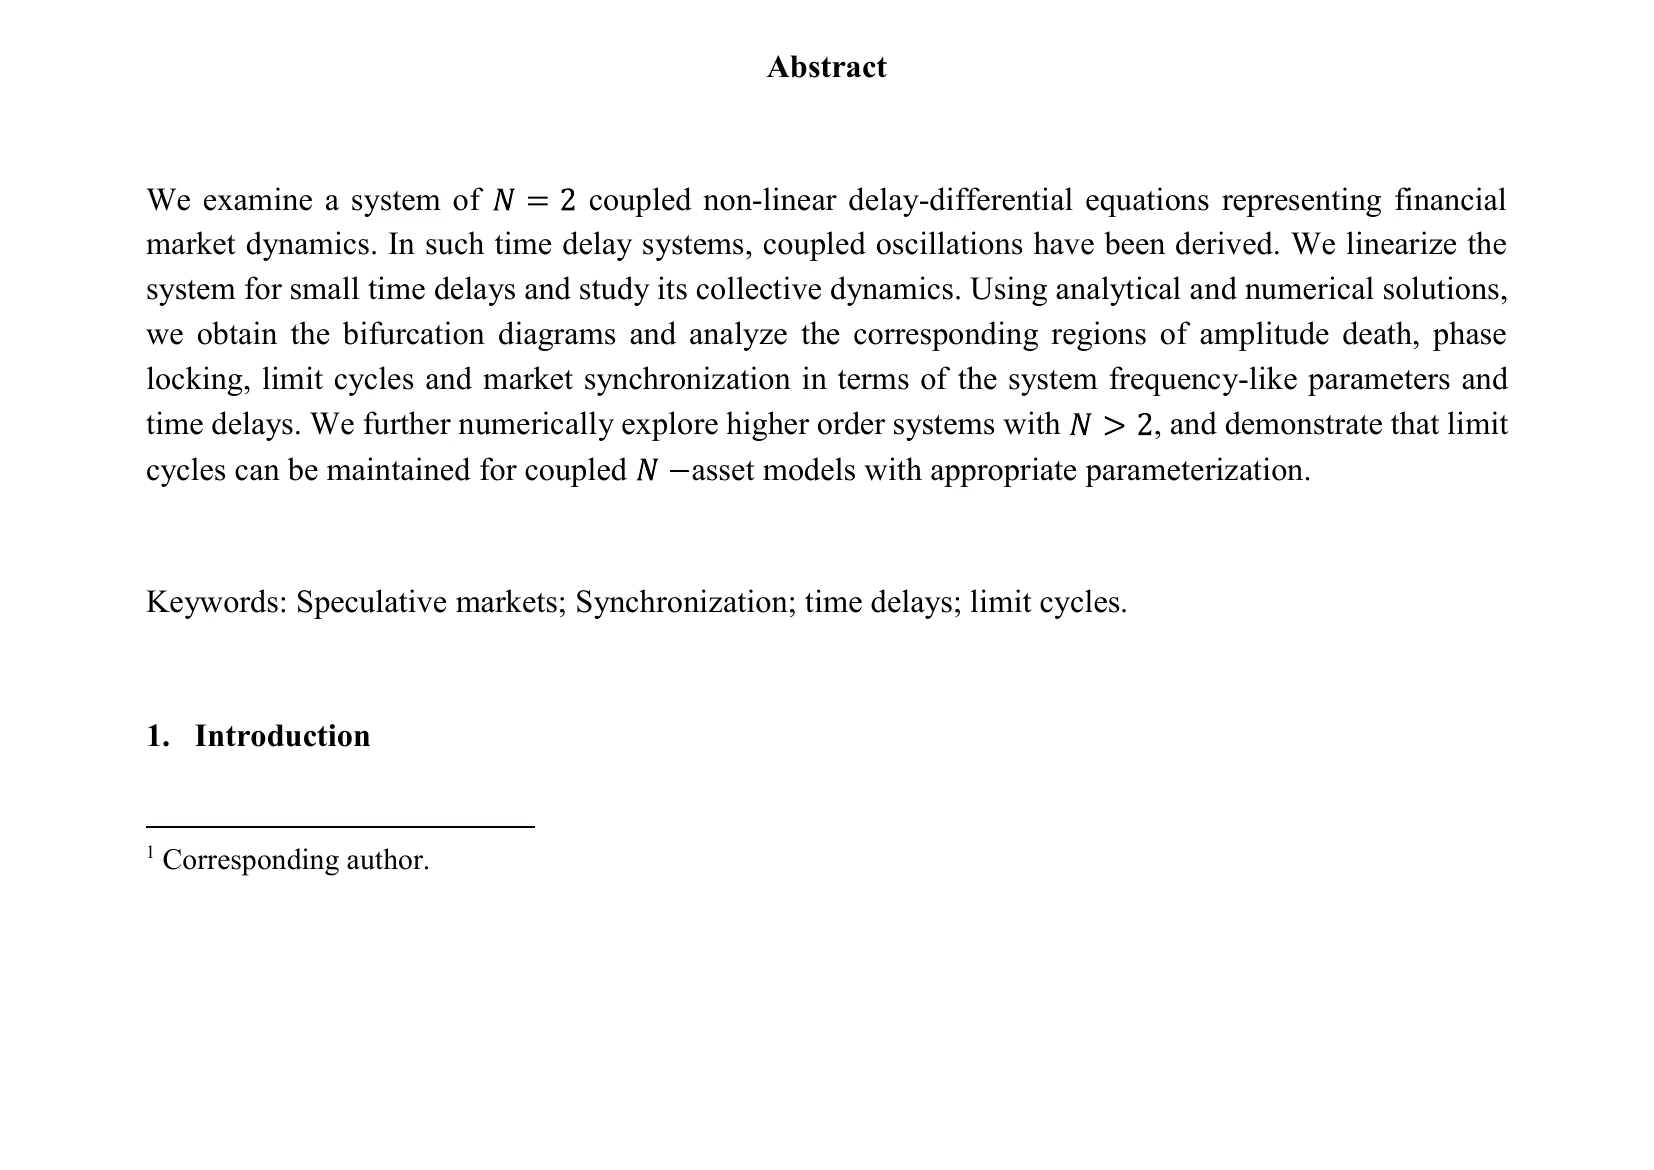 Abstract
We examine a system of N = 2 coupled non-linear delay-differential equations representing financial
market dynamics. In such time delay systems, coupled oscillations have been derived. We linearize the
system for small time delays and study its collective dynamics. Using analytical and numerical solutions,
we obtain the bifurcation diagrams and analyze the corresponding regions of amplitude death, phase
locking, limit cycles and market synchronization in terms of the system frequency-like parameters and
time delays. We further numerically explore higher order systems with N > 2, and demonstrate that limit
cycles can be maintained for coupled N −asset models with appropriate parameterization.
Keywords: Speculative markets; Synchronization; time delays; limit cycles.
1. Introduction
1 Corresponding author.